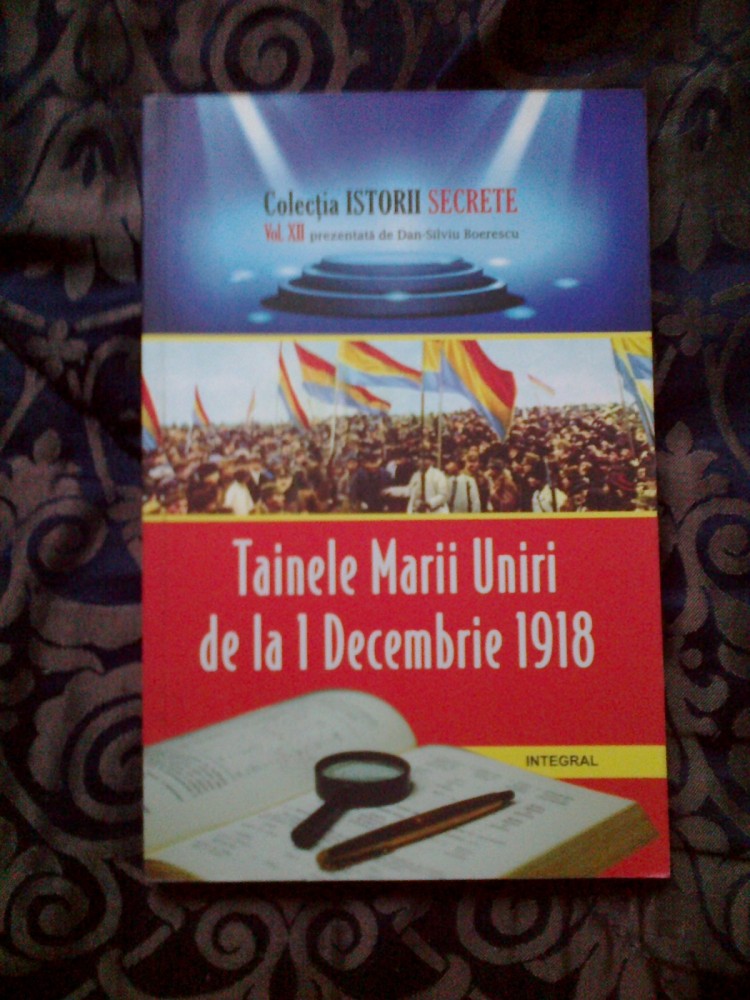 Colecția ISTORII SECRETE
Vol. XII prezentată de Dan-Silviu Boerescu
Tainele Marii Uniri
de la 1 Decembrie 1918
INTEGRAL